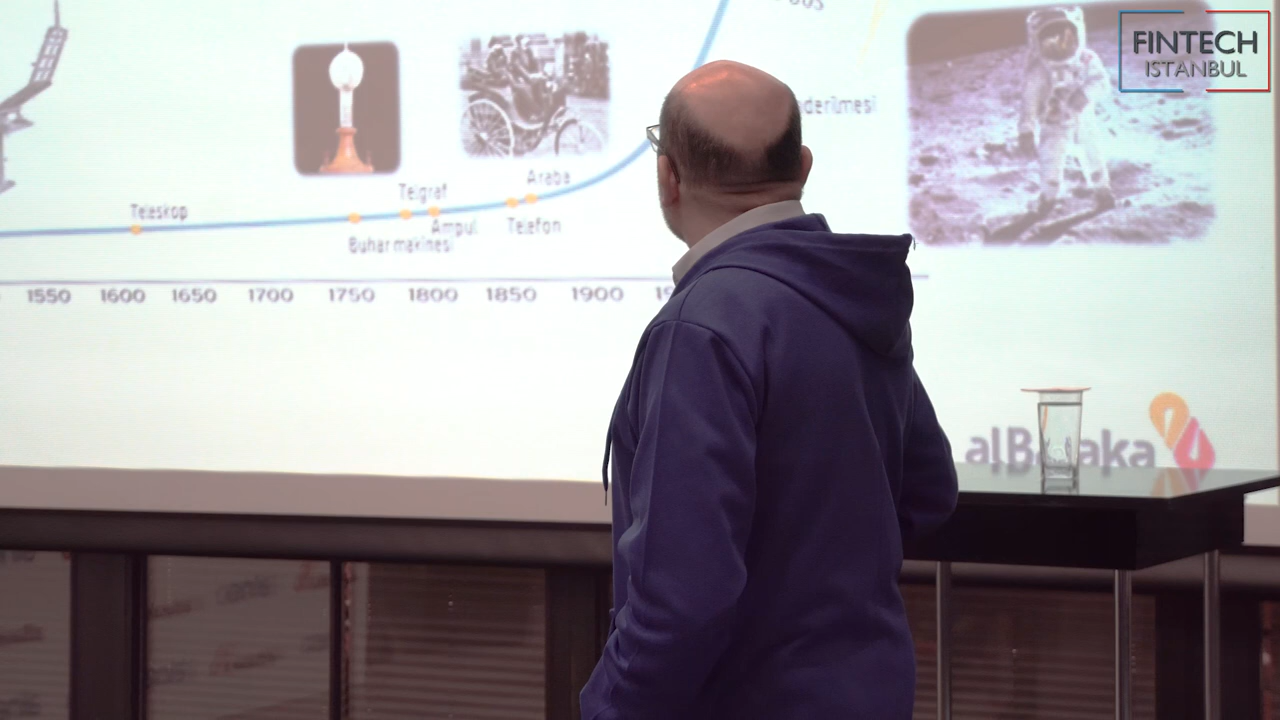 FINTECH
ISTANBUL
Teleskop
Telgraf
Araba
Ampul
Telefon
Buhar makinesi
1550 1600 1650 1700 1750 1800 1850 1900
alBaraka